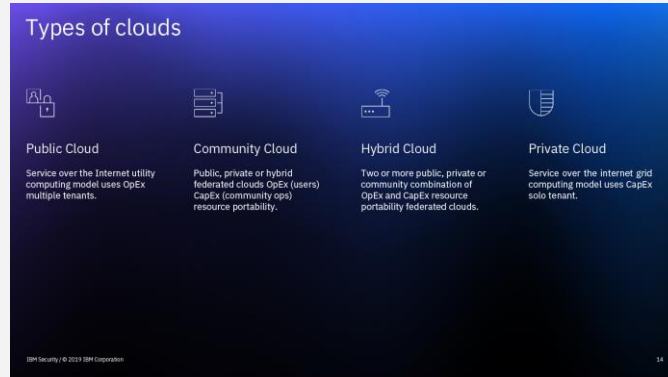 Types of clouds
Public Cloud
Service over the Internet utility
computing model uses OpEx
multiple tenants.
Community Cloud
Public, private or hybrid
federated clouds OpEx (users)
CapEx (community ops)
resource portability.
Hybrid Cloud
Two or more public, private or
community combination of
OpEx and CapEx resource
portability federated clouds.
Private Cloud
Service over the internet grid
computing model uses CapEx
solo tenant.
IBM Security / © 2019 IBM Corporation
14